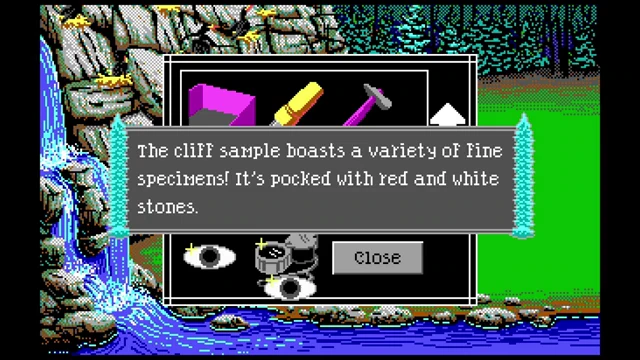 The cliff sample boasts a variety of fine
specimens! It's pocked with red and white
stones.
Close